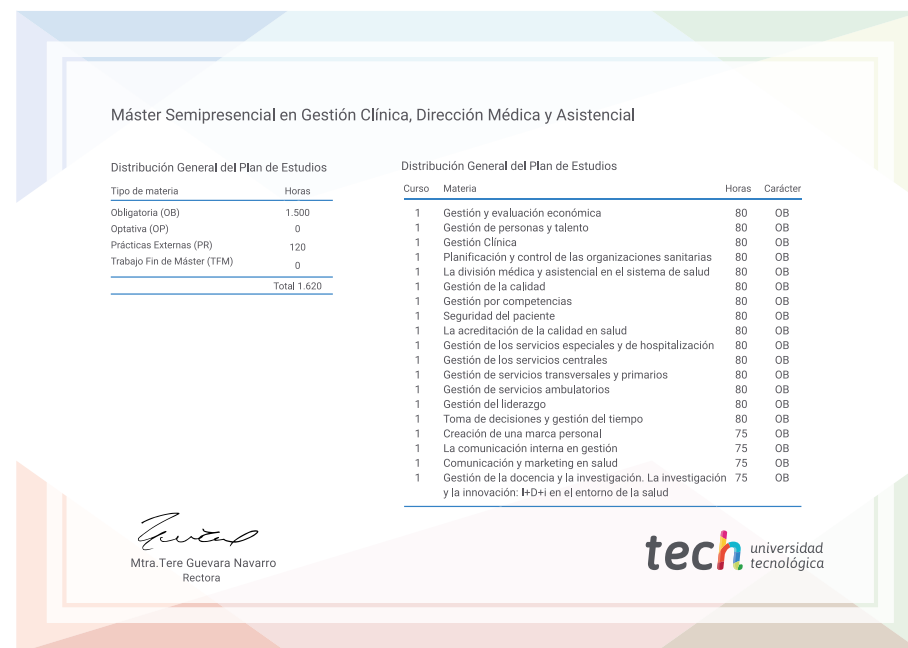 Máster Semipresencial en Gestión Clínica, Dirección Médica y Asistencial
Distribución General del Plan de Estudios
Tipo de materia Horas
Obligatoria (OB) 1.500
Optativa (OP) 0
Prácticas Externas (PR) 120
Trabajo Fin de Máster (TFM) 0
Total 1.620
Distribución General del Plan de Estudios
Curso Materia Horas Carácter
1 Gestión y evaluación económica 80 OB
1 Gestión de personas y talento 80 OB
1 Gestión Clínica 80 OB
1 Planificación y control de las organizaciones sanitarias 80 OB
1 La división médica y asistencial en el sistema de salud 80 OB
1 Gestión de la calidad 80 OB
1 Gestión por competencias 80 OB
1 Seguridad del paciente 80 OB
1 La acreditación de la calidad en salud 80 OB
1 Gestión de los servicios especiales y de hospitalización 80 OB
1 Gestión de los servicios centrales 80 OB
1 Gestión de servicios transversales y primarios 80 OB
1 Gestión de servicios ambulatorios 80 OB
1 Gestión del liderazgo 80 OB
1 Toma de decisiones y gestión del tiempo 80 OB
1 Creación de una marca personal 75 OB
1 La comunicación interna en gestión 75 OB
1 Comunicación y marketing en salud 75 OB
1 Gestión de la docencia y la investigación. La investigación 75 OB
y la innovación: I+D+i en el entorno de la salud
Mtra.Tere Guevara Navarro
Rectora
tech universidad
tecnológica